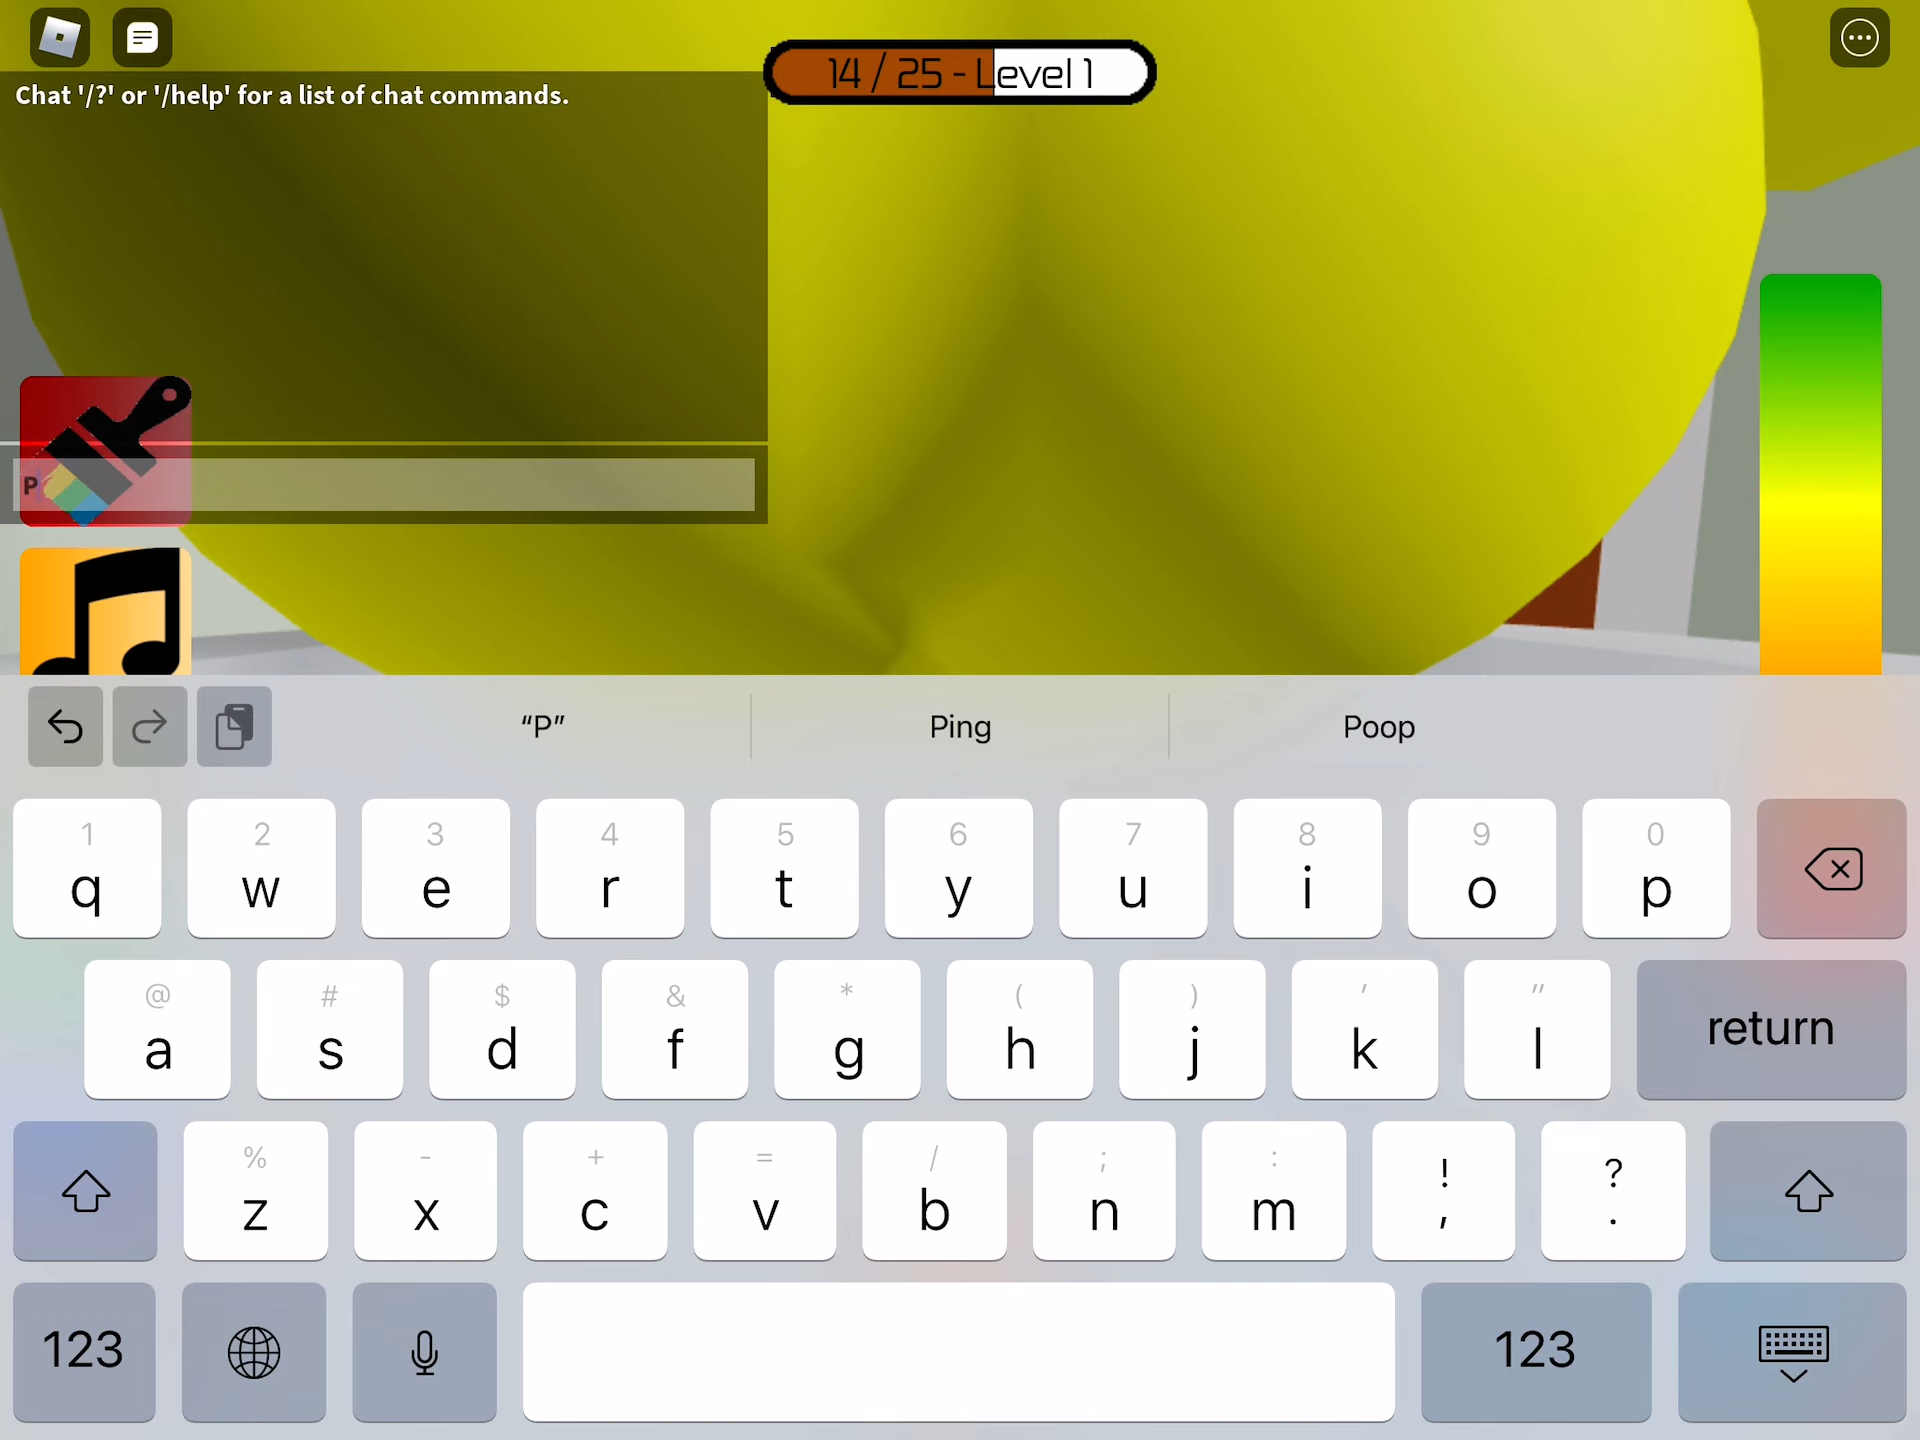 14 / 25 - Level 1
Chat '/?' or '/help' for a list of chat commands.
P
“P” Ping Poop
1 2 3 4 5 6 7 8 9 0
q w e r t y u i o p
@ # $ & * ( ) ' "
a s d f g h j k l return
% - + = / ; : ! ?
z x c v b n m , .
123 123